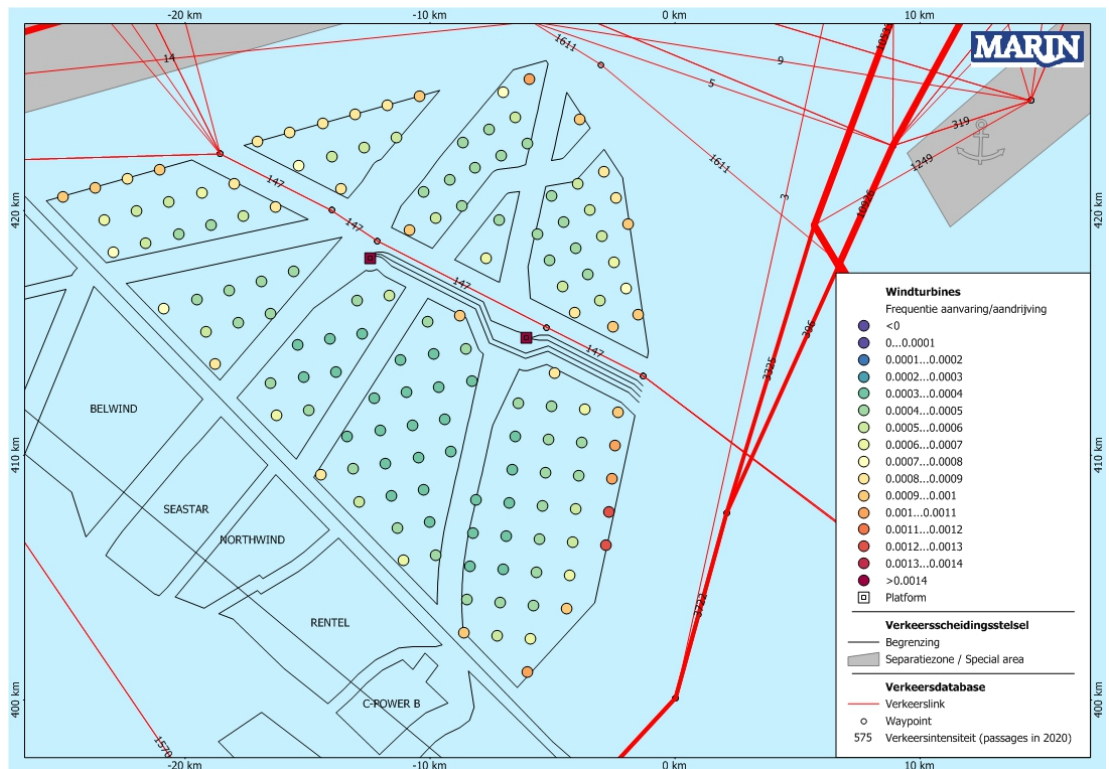 -20 km
-10 km
0 km
10 km
MARIN
14
1611
1051
9
5
319
1249
1611
3
147
10026
420 km
420 km
147
147
147
396
3325
BELWIND
410 km
410 km
SEASTAR
NORTHWIND
RENTEL
3722
C-POWER B
400 km
400 km
1570
Windturbines
Frequentie aanvaring/aandrijving
<0
0...0.0001
0.0001...0.0002
0.0002...0.0003
0.0003...0.0004
0.0004...0.0005
0.0005...0.0006
0.0006...0.0007
0.0007...0.0008
0.0008...0.0009
0.0009...0.001
0.001...0.0011
0.0011...0.0012
0.0012...0.0013
0.0013...0.0014
>0.0014
Platform
Verkeersscheidingsstelsel
Begrenzing
Separatiezone / Special area
Verkeersdatabase
Verkeerslink
Waypoint
575 Verkeersintensiteit (passages in 2020)
-20 km
-10 km
0 km
10 km